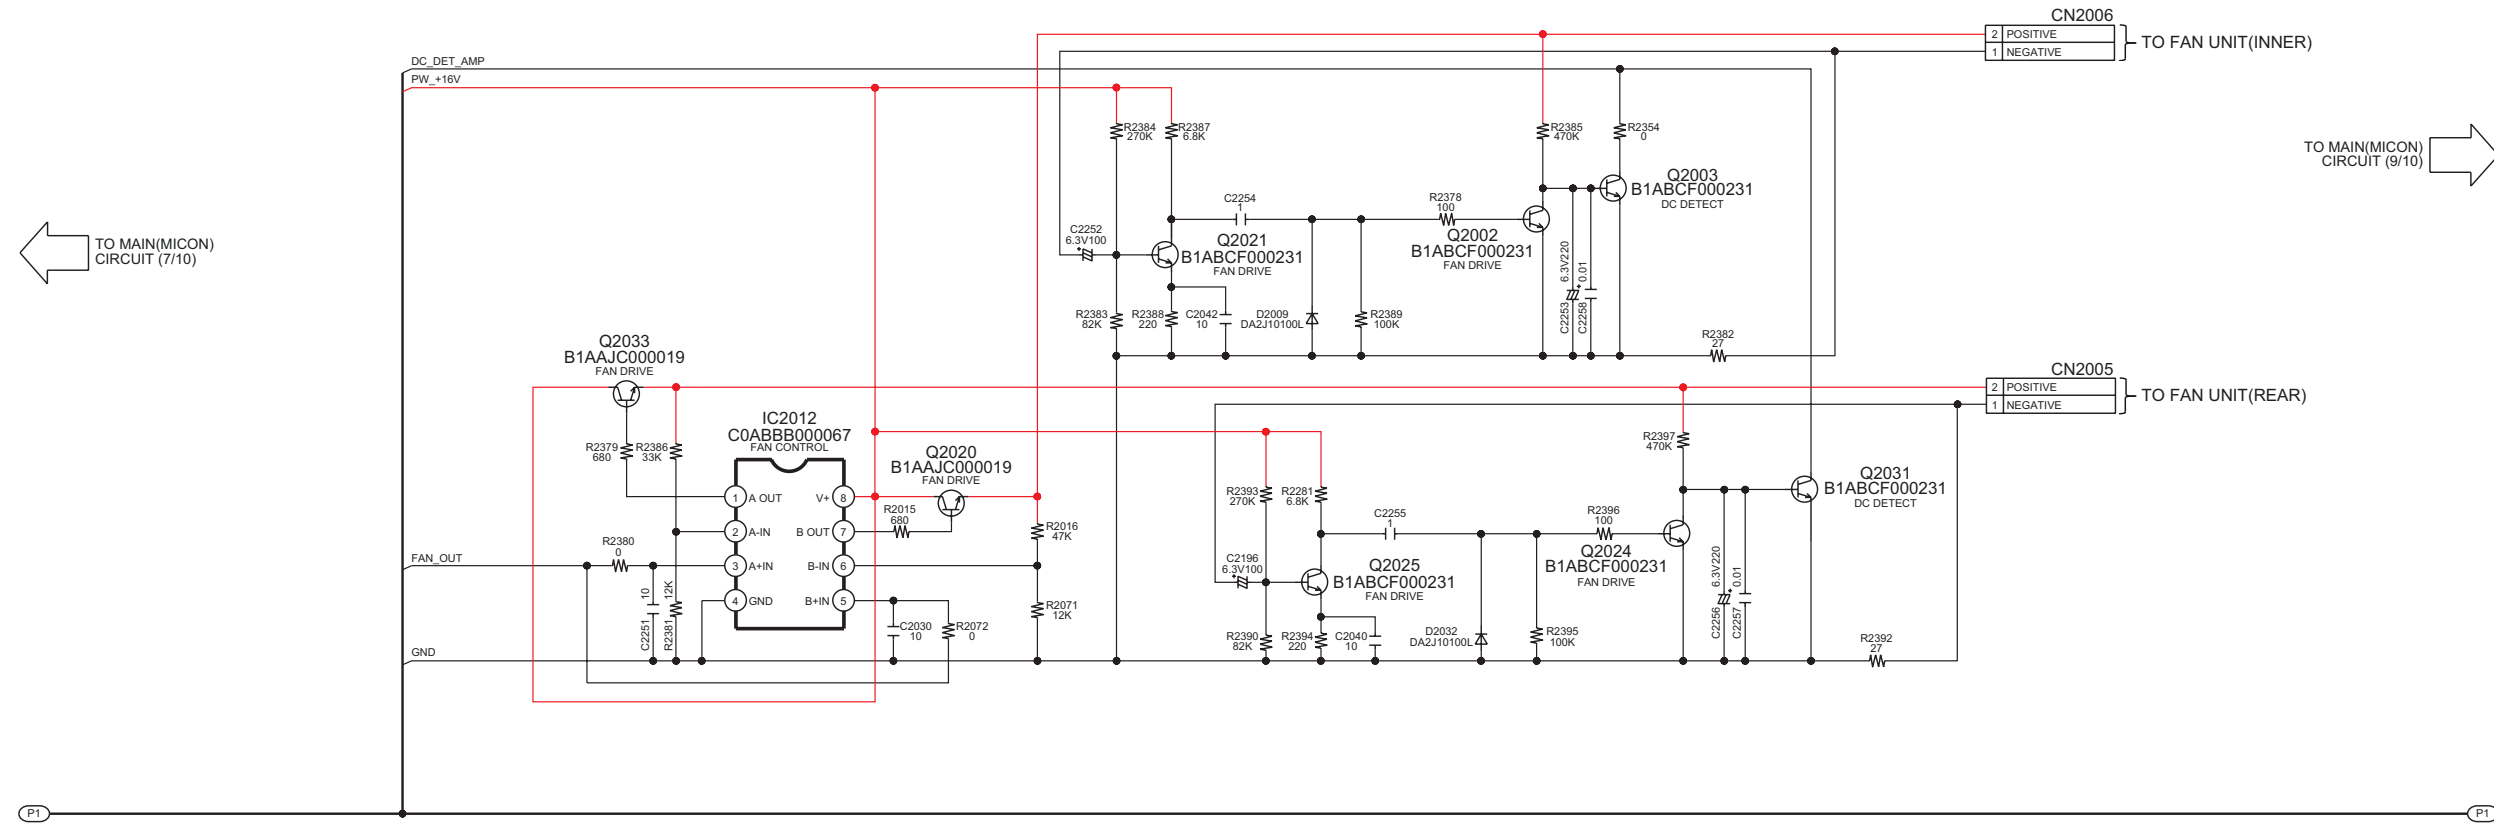 CN2006
2 POSITIVE
1 NEGATIVE
TO FAN UNIT(INNER)
DC_DET_AMP
PW_+16V
R2384
270K
R2387
6.8K
R2385
470K
R2354
0
TO MAIN(MICON)
CIRCUIT (9/10)
Q2003
B1ABCF000231
DC DETECT
C2254
1
R2378
100
TO MAIN(MICON)
CIRCUIT (7/10)
C2252
6.3V100
+
Q2021
B1ABCF000231
FAN DRIVE
Q2002
B1ABCF000231
FAN DRIVE
C2253
6.3V220
+
C2258
0.01
R2383
82K
R2388
220
C2042
10
D2009
DA2J10100L
R2389
100K
R2382
27
Q2033
B1AAJC000019
FAN DRIVE
CN2005
2 POSITIVE
1 NEGATIVE
TO FAN UNIT(REAR)
R2379
680
R2386
33K
IC2012
C0ABBB000067
FAN CONTROL
1 A OUT
2 A-IN
3 A+IN
4 GND
V+ 8
B OUT 7
B-IN 6
B+IN 5
Q2020
B1AAJC000019
FAN DRIVE
R2015
680
R2016
47K
R2071
12K
R2397
470K
Q2031
B1ABCF000231
DC DETECT
R2393
270K
R2281
6.8K
C2255
1
R2396
100
C2196
6.3V100
+
Q2025
B1ABCF000231
FAN DRIVE
Q2024
B1ABCF000231
FAN DRIVE
C2256
6.3V220
+
C2257
0.01
FAN_OUT
R2380
0
C2251
10
R2381
12K
C2030
10
R2072
0
R2390
82K
R2394
220
C2040
10
D2032
DA2J10100L
R2395
100K
R2392
27
GND
P1
P1